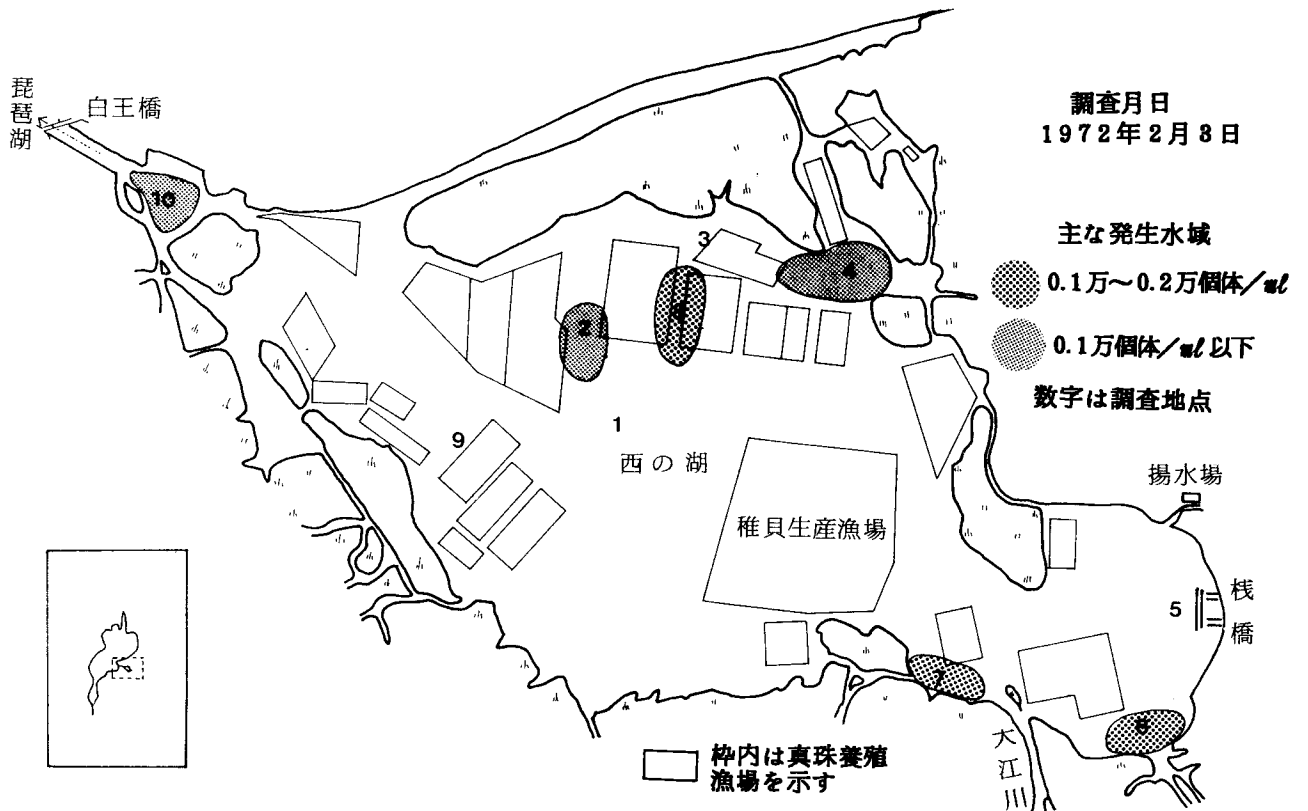 琵琶湖
白王橋
調査月日
1972年2月3日
10
主な発生水域
3
4
0.1万～0.2万個体／ml
2
0.1万個体／ml以下
数字は調査地点
1
9
西の湖
揚水場
稚貝生産漁場
5
桟橋
7
大江川
枠内は真珠養殖
漁場を示す